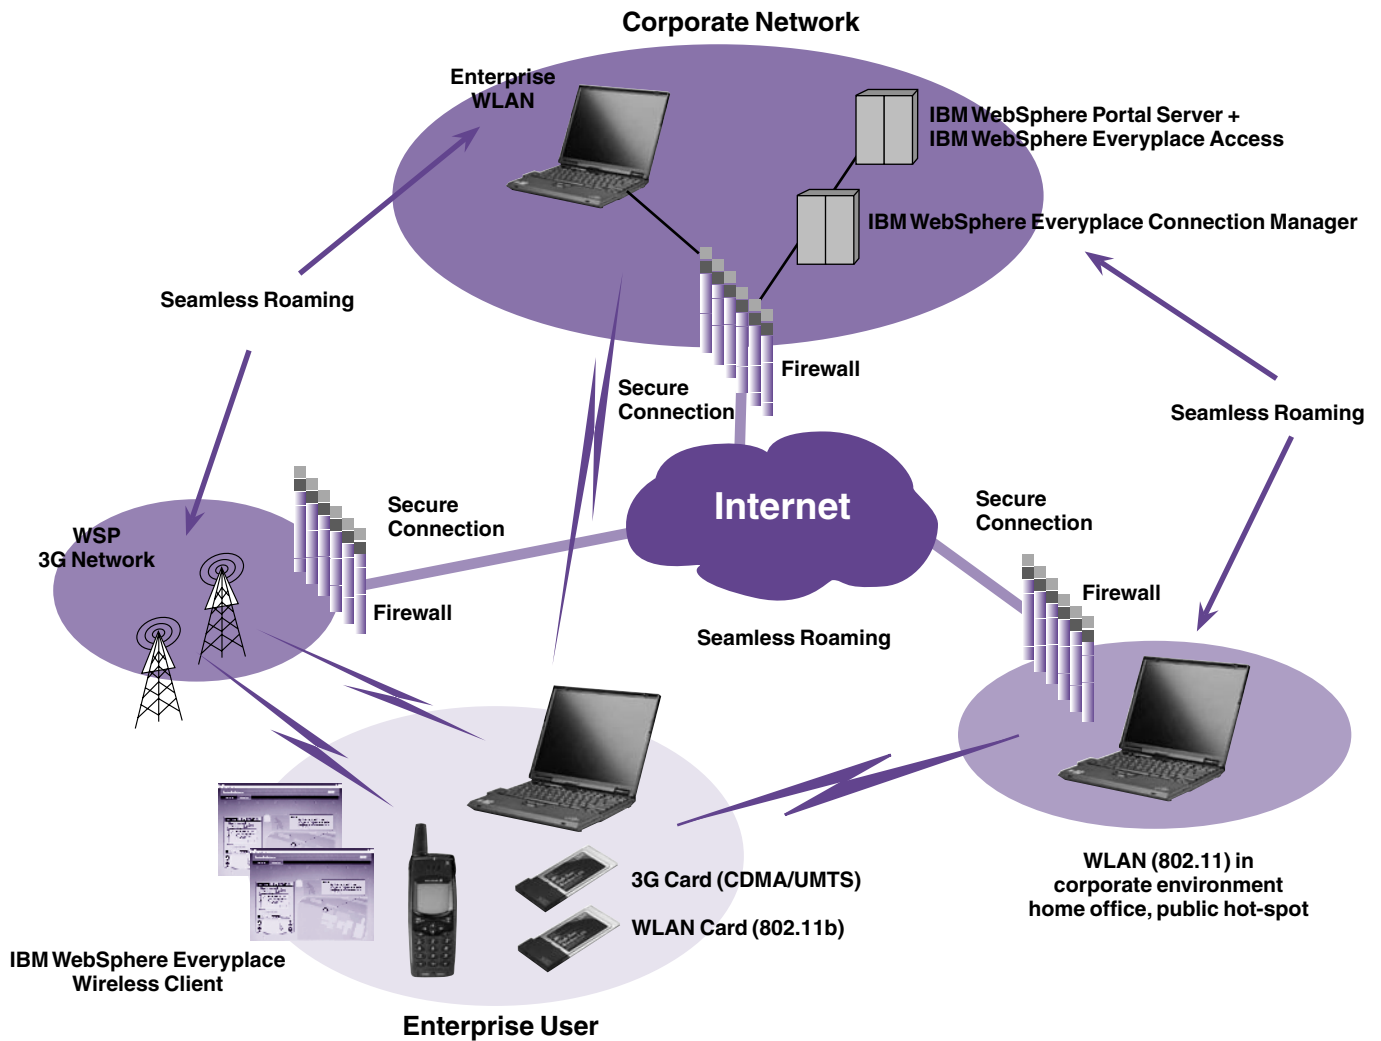 Corporate Network
Enterprise
WLAN
IBM WebSphere Portal Server +
IBM WebSphere Everyplace Access
IBM WebSphere Everyplace Connection Manager
Seamless Roaming
Firewall
Secure
Connection
Seamless Roaming
Internet
Secure
Connection
Secure
Connection
WSP
3G Network
Firewall
Firewall
Seamless Roaming
3G Card (CDMA/UMTS)
WLAN Card (802.11b)
WLAN (802.11) in
corporate environment
home office, public hot-spot
IBM WebSphere Everyplace
Wireless Client
Enterprise User